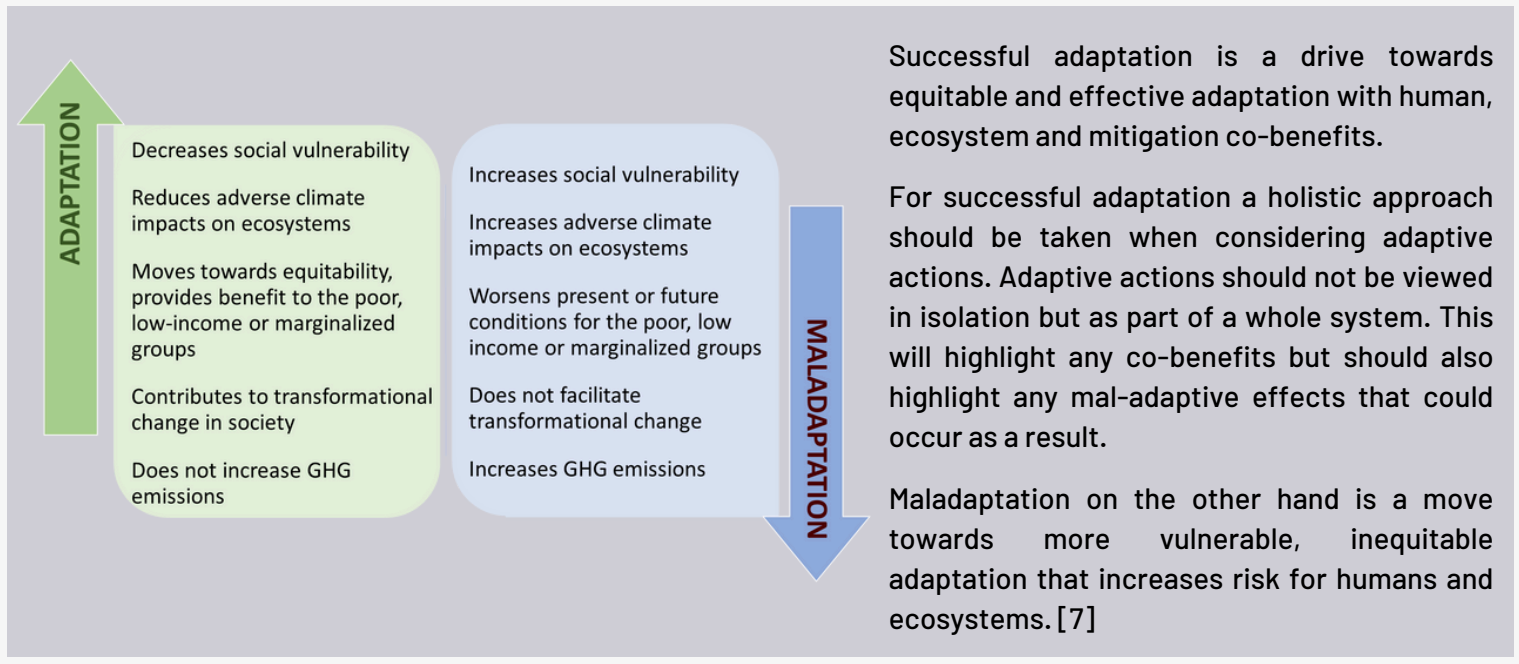 ADAPTATION
Decreases social vulnerability
Reduces adverse climate
impacts on ecosystems
Moves towards equitability,
provides benefit to the poor,
low-income or marginalized
groups
Contributes to transformational
change in society
Does not increase GHG
emissions
Increases social vulnerability
Increases adverse climate
impacts on ecosystems
Worsens present or future
conditions for the poor, low
income or marginalized groups
Does not facilitate
transformational change
Increases GHG emissions
MALADAPTATION
Successful adaptation is a drive towards
equitable and effective adaptation with human,
ecosystem and mitigation co-benefits.
For successful adaptation a holistic approach
should be taken when considering adaptive
actions. Adaptive actions should not be viewed
in isolation but as part of a whole system. This
will highlight any co-benefits but should also
highlight any mal-adaptive effects that could
occur as a result.
Maladaptation on the other hand is a move
towards more vulnerable, inequitable
adaptation that increases risk for humans and
ecosystems. [7]